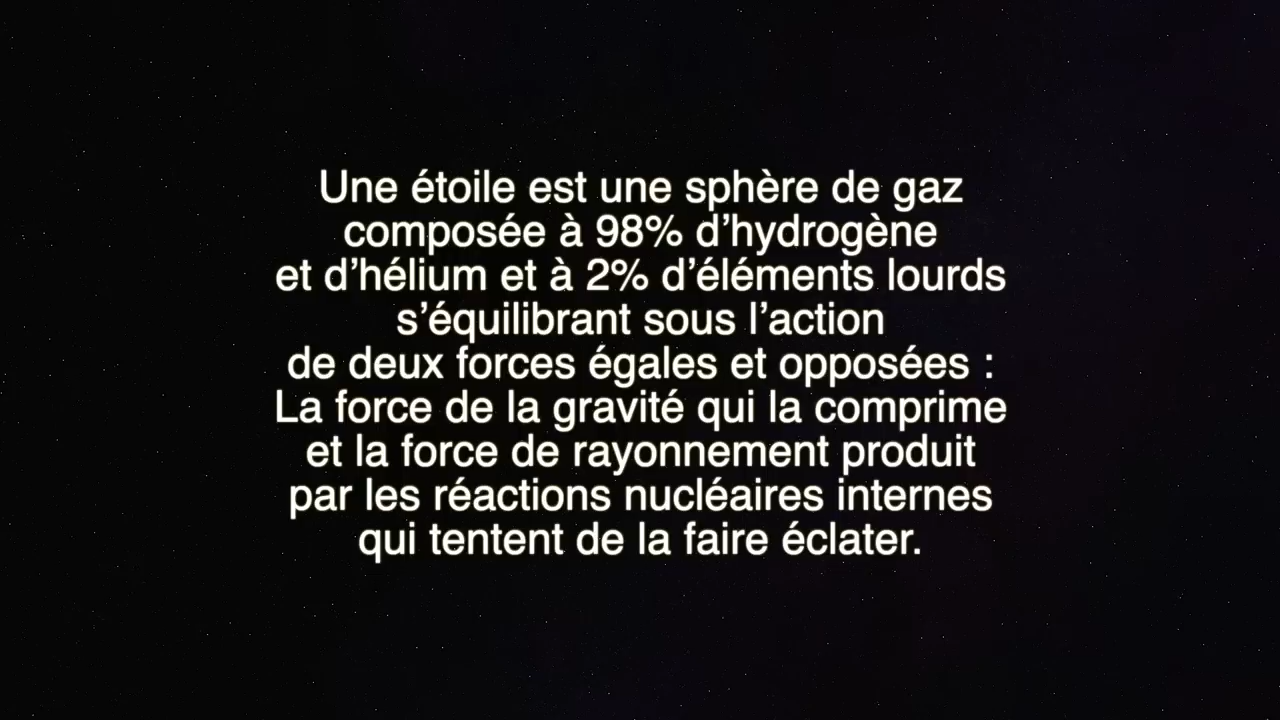 Une étoile est une sphère de gaz
composée à 98% d’hydrogène
et d’hélium et à 2% d’éléments lourds
s’équilibrant sous l’action
de deux forces égales et opposées :
La force de la gravité qui la comprime
et la force de rayonnement produit
par les réactions nucléaires internes
qui tentent de la faire éclater.